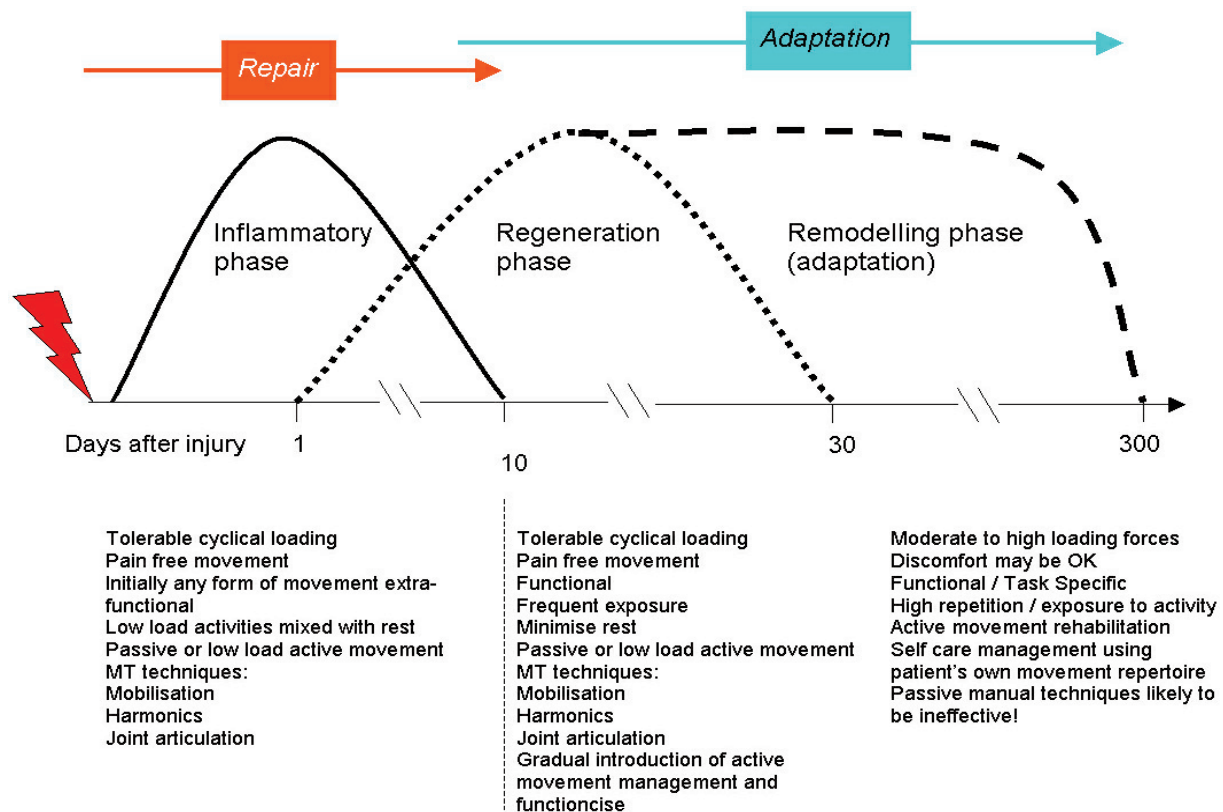 Repair
Adaptation
Inflammatory
phase
Regeneration
phase
Remodelling phase
(adaptation)
Days after injury
1
10
30
300
Tolerable cyclical loading
Pain free movement
Initially any form of movement extra-
functional
Low load activities mixed with rest
Passive or low load active movement
MT techniques:
Mobilisation
Harmonics
Joint articulation
Tolerable cyclical loading
Pain free movement
Functional
Frequent exposure
Minimise rest
Passive or low load active movement
MT techniques:
Mobilisation
Harmonics
Joint articulation
Gradual introduction of active
movement management and
functioncise
Moderate to high loading forces
Discomfort may be OK
Functional / Task Specific
High repetition / exposure to activity
Active movement rehabilitation
Self care management using
patient's own movement repertoire
Passive manual techniques likely to
be ineffective!